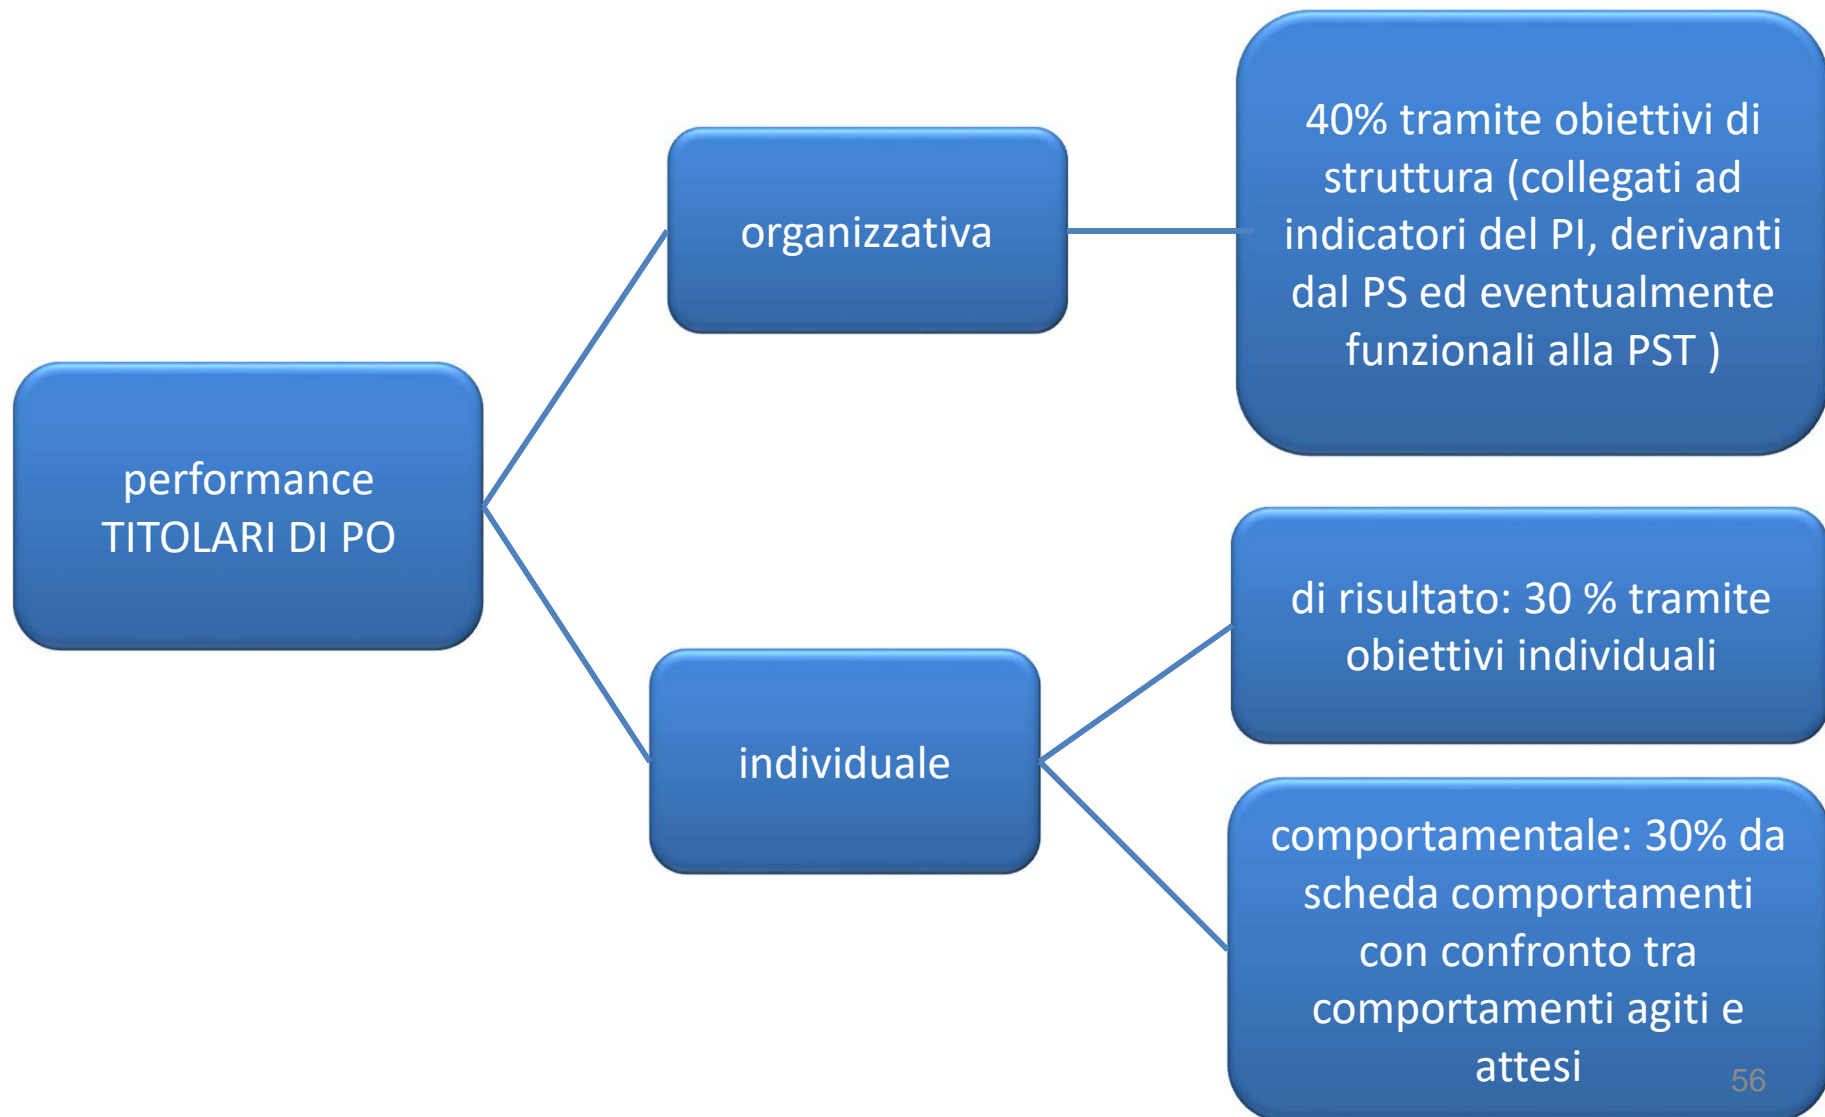 performance
TITOLARI DI PO
organizzativa
40% tramite obiettivi di
struttura (collegati ad
indicatori del PI, derivanti
dal PS ed eventualmente
funzionali alla PST )
individuale
di risultato: 30 % tramite
obiettivi individuali
comportamentale: 30% da
scheda comportamenti
con confronto tra
comportamenti agiti e
attesi
56